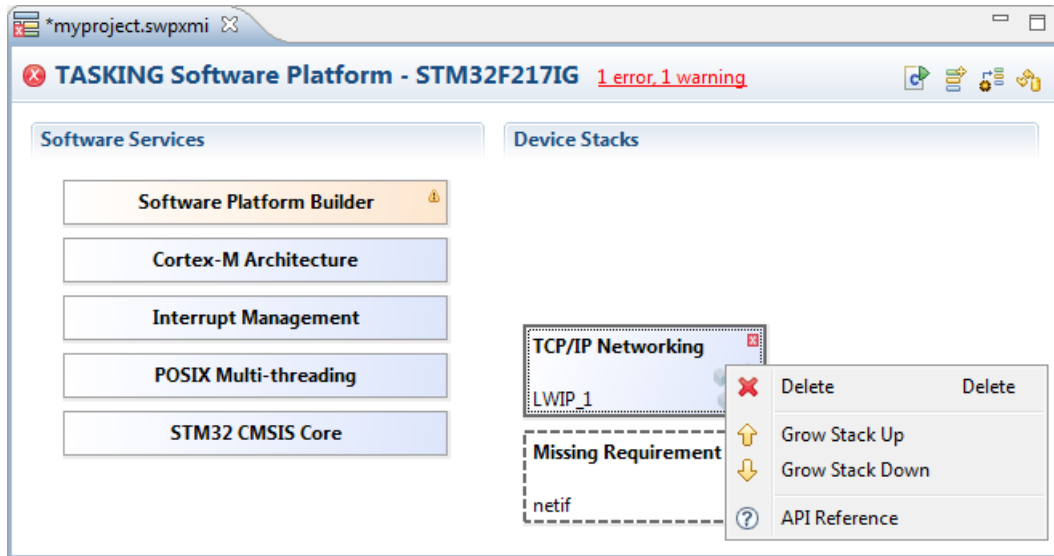 *myproject.swpxmi
TASKING Software Platform - STM32F217IG 1 error, 1 warning
Software Services
Software Platform Builder
Cortex-M Architecture
Interrupt Management
POSIX Multi-threading
STM32 CMSIS Core
Device Stacks
TCP/IP Networking
LWIP_1
Missing Requirement
netif
Delete Delete
Grow Stack Up
Grow Stack Down
API Reference